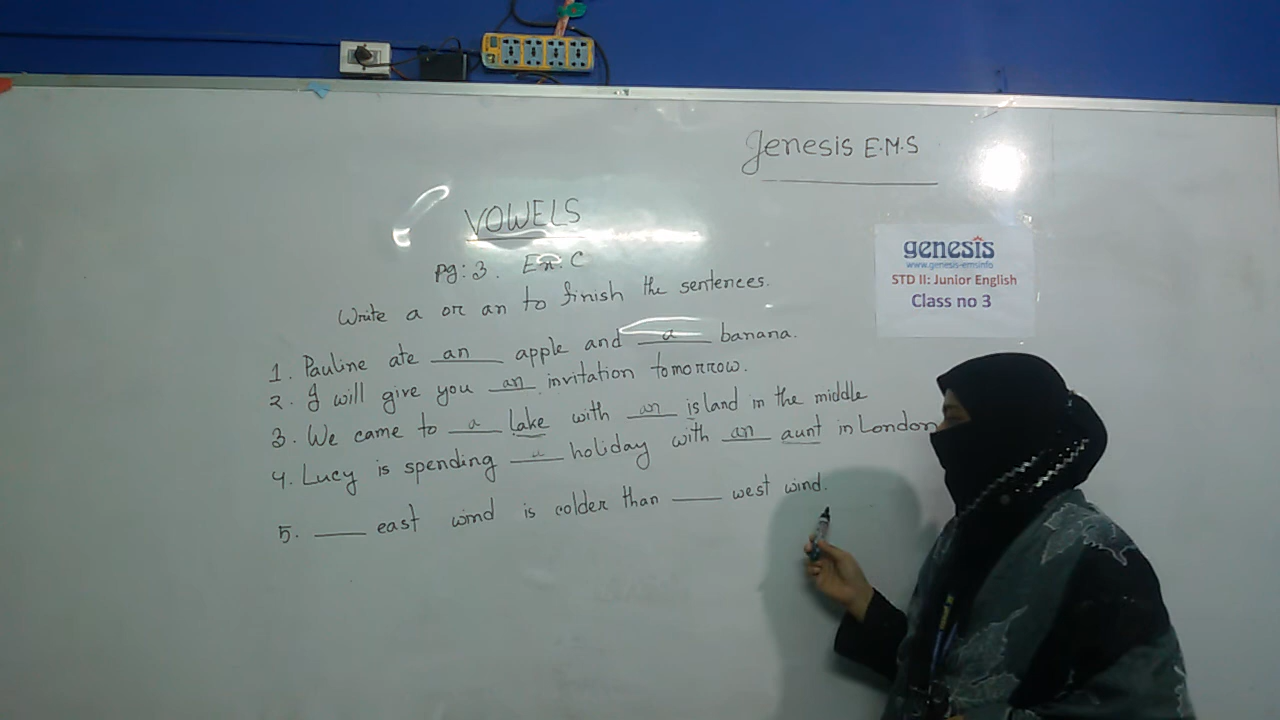 Genesis E.M.S
VOWELS
genesis
www.genesis-ems.info
STD II: Junior English
Class no 3
pg: 3. Ex. C
Write a or an to finish the sentences.
1. Pauline ate an apple and a banana.
2. I will give you an invitation tomorrow.
3. We came to a lake with an island in the middle
4. Lucy is spending a holiday with an aunt in London
5. ____ east wind is colder than ____ west wind.